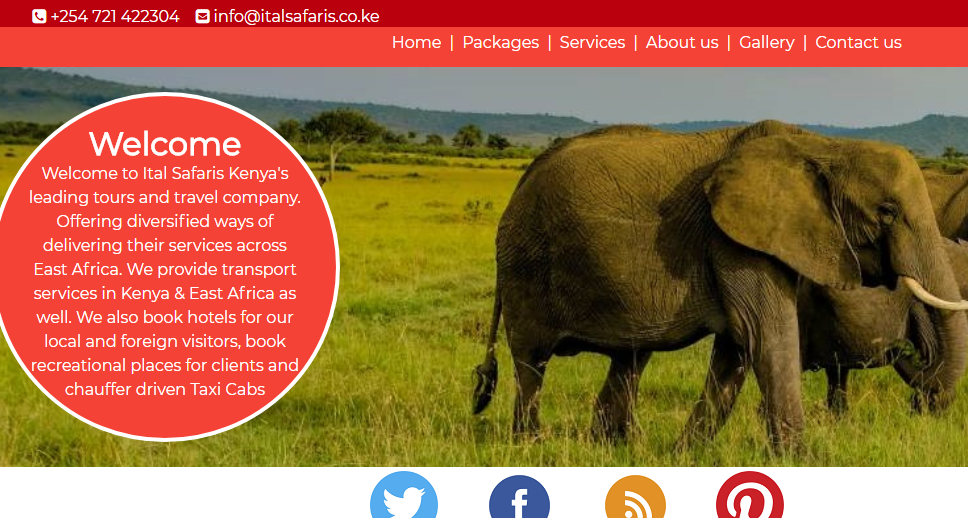 +254 721 422304 info@italsafaris.co.ke
Home | Packages | Services | About us | Gallery | Contact us
Welcome
Welcome to Ital Safaris Kenya's
leading tours and travel company.
Offering diversified ways of
delivering their services across
East Africa. We provide transport
services in Kenya & East Africa as
well. We also book hotels for our
local and foreign visitors, book
recreational places for clients and
chauffer driven Taxi Cabs